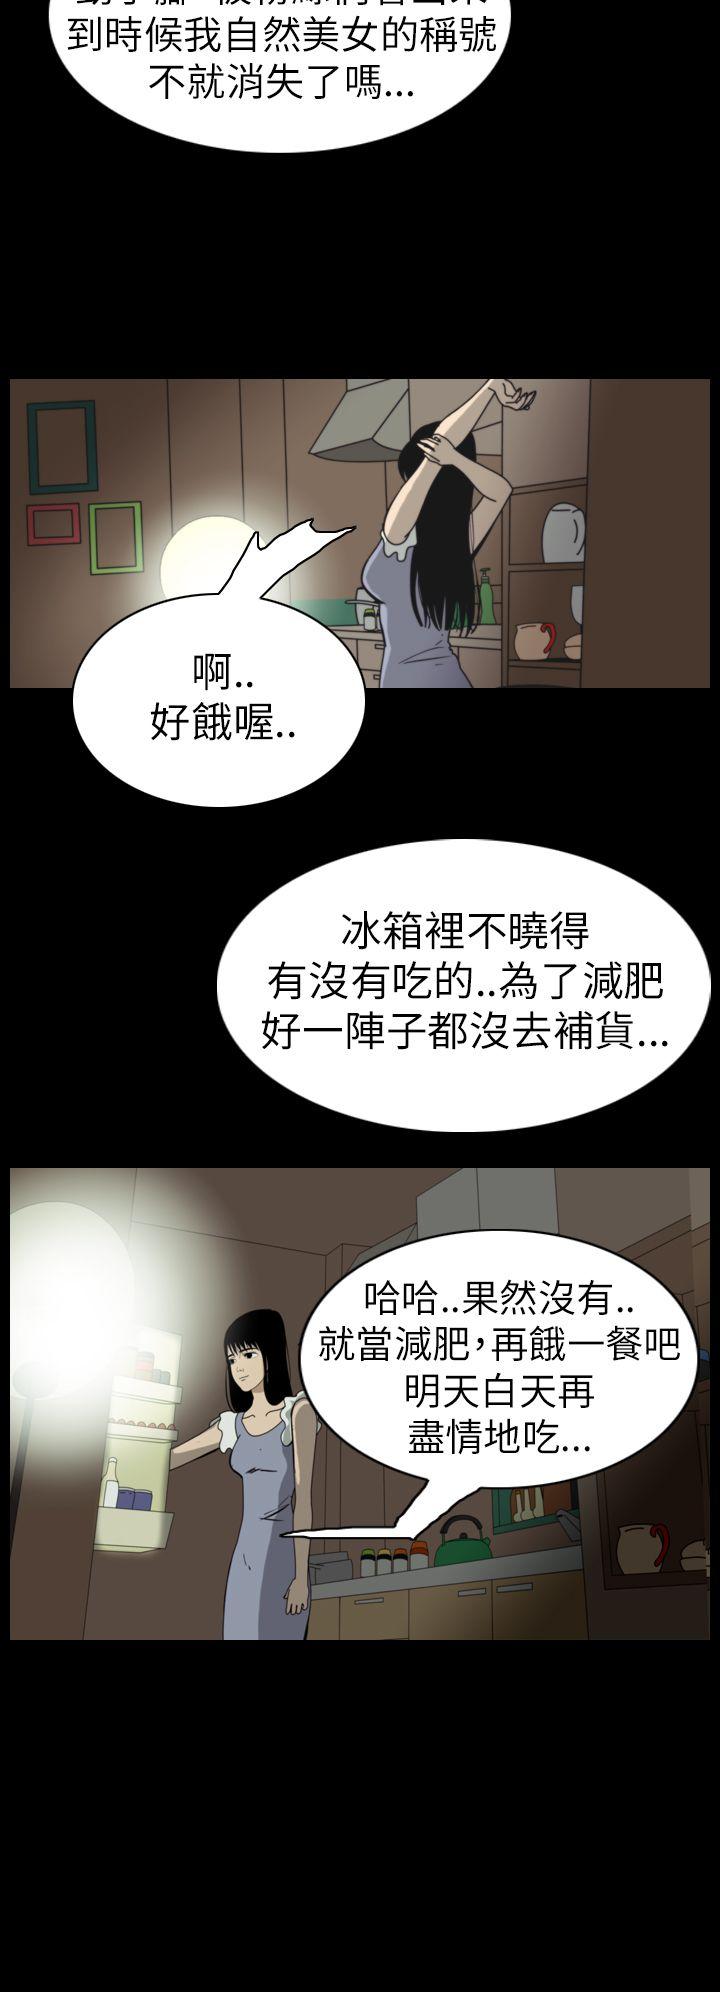 到時候我自然美女的稱號
不就消失了嗎...
啊..
好餓喔..
冰箱裡不曉得
有沒有吃的..為了減肥
好一陣子都沒去補貨...
哈哈..果然沒有..
就當減肥，再餓一餐吧
明天白天再
盡情地吃...